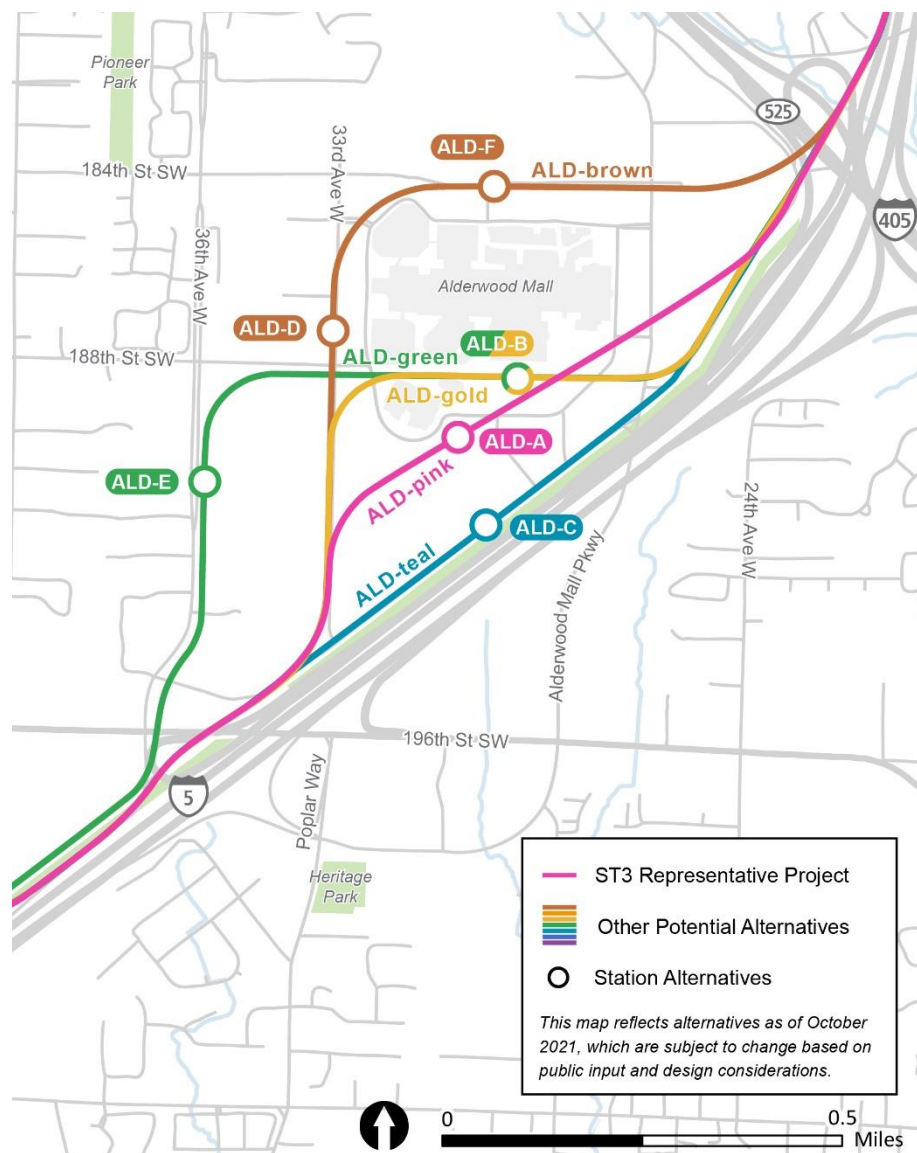 Pioneer
Park
525
ALD-F
ALD-brown
184th St SW
33rd Ave W
405
36th Ave W
Alderwood Mall
ALD-D
ALD-B
188th St SW
ALD-green
ALD-gold
ALD-A
ALD-E
ALD-pink
24th Ave W
ALD-C
ALD-teal
Alderwood Mall Pkwy
196th St SW
5
Poplar Way
Heritage
Park
ST3 Representative Project
Other Potential Alternatives
Station Alternatives
This map reflects alternatives as of October
2021, which are subject to change based on
public input and design considerations.
0
0.5
Miles